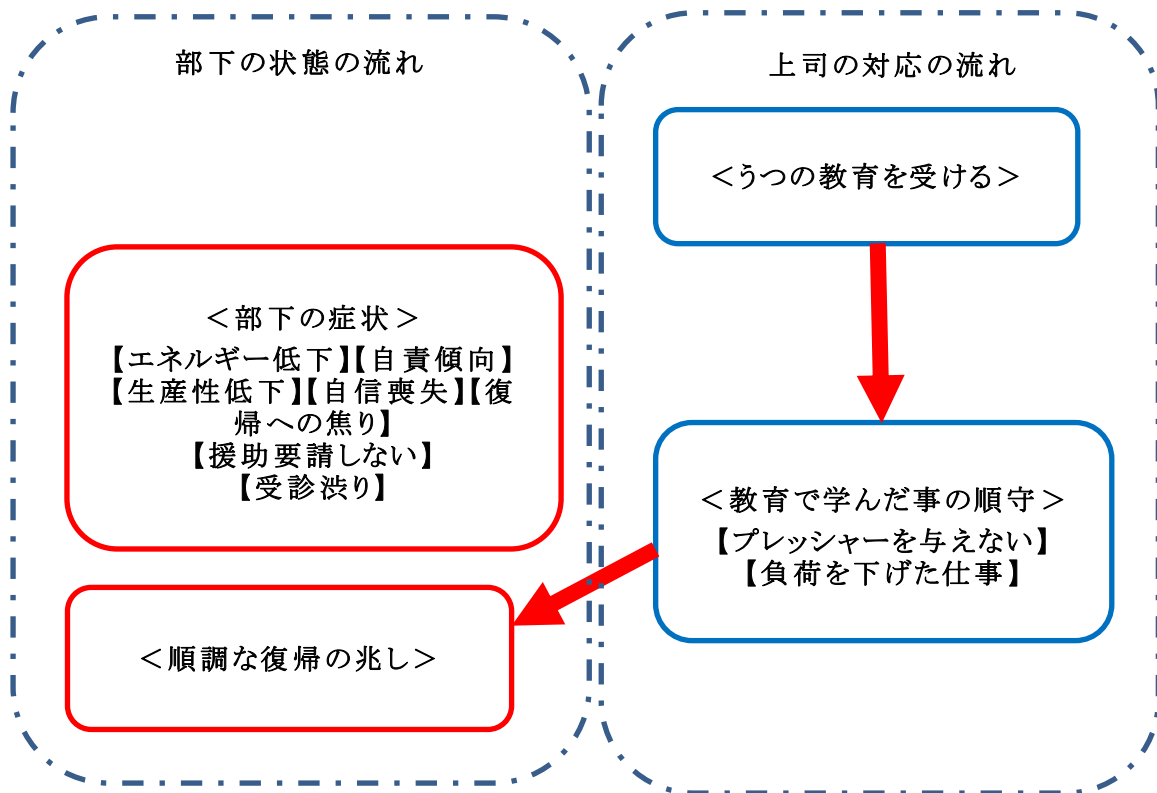 部下の状態の流れ
＜部下の症状＞
【エネルギー低下】【自責傾向】
【生産性低下】【自信喪失】【復
帰への焦り】
【援助要請しない】
【受診渋り】
＜順調な復帰の兆し＞
上司の対応の流れ
＜うつの教育を受ける＞
＜教育で学んだ事の順守＞
【プレッシャーを与えない】
【負荷を下げた仕事】